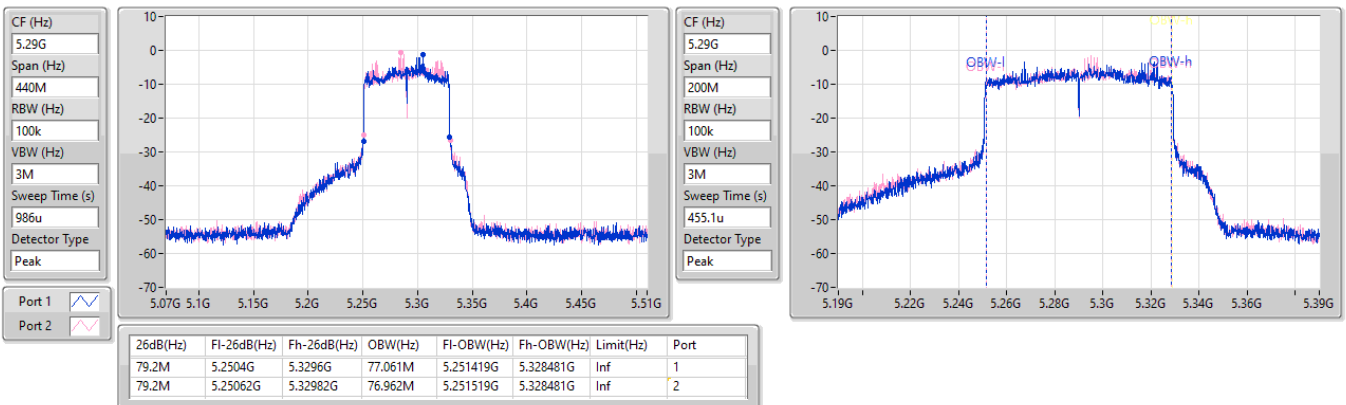 CF (Hz)
5.29G
Span (Hz)
440M
RBW (Hz)
100k
VBW (Hz)
3M
Sweep Time (s)
986u
Detector Type
Peak
Port 1
Port 2
10-
0-
-10-
-20-
-30-
-40-
-50-
-60-
-70-
5.07G 5.1G 5.15G 5.2G 5.25G 5.3G 5.35G 5.4G 5.45G 5.51G
CF (Hz)
5.29G
Span (Hz)
200M
RBW (Hz)
100k
VBW (Hz)
3M
Sweep Time (s)
455.1u
Detector Type
Peak
10-
0-
-10-
-20-
-30-
-40-
-50-
-60-
-70-
OBW-l OBW-h
5.19G 5.22G 5.24G 5.26G 5.28G 5.3G 5.32G 5.34G 5.36G 5.39G
26dB(Hz) Fl-26dB(Hz) Fh-26dB(Hz) OBW(Hz) Fl-OBW(Hz) Fh-OBW(Hz) Limit(Hz) Port
79.2M 5.2504G 5.3296G 77.061M 5.251419G 5.328481G Inf 1
79.2M 5.25062G 5.32982G 76.962M 5.251519G 5.328481G Inf 2